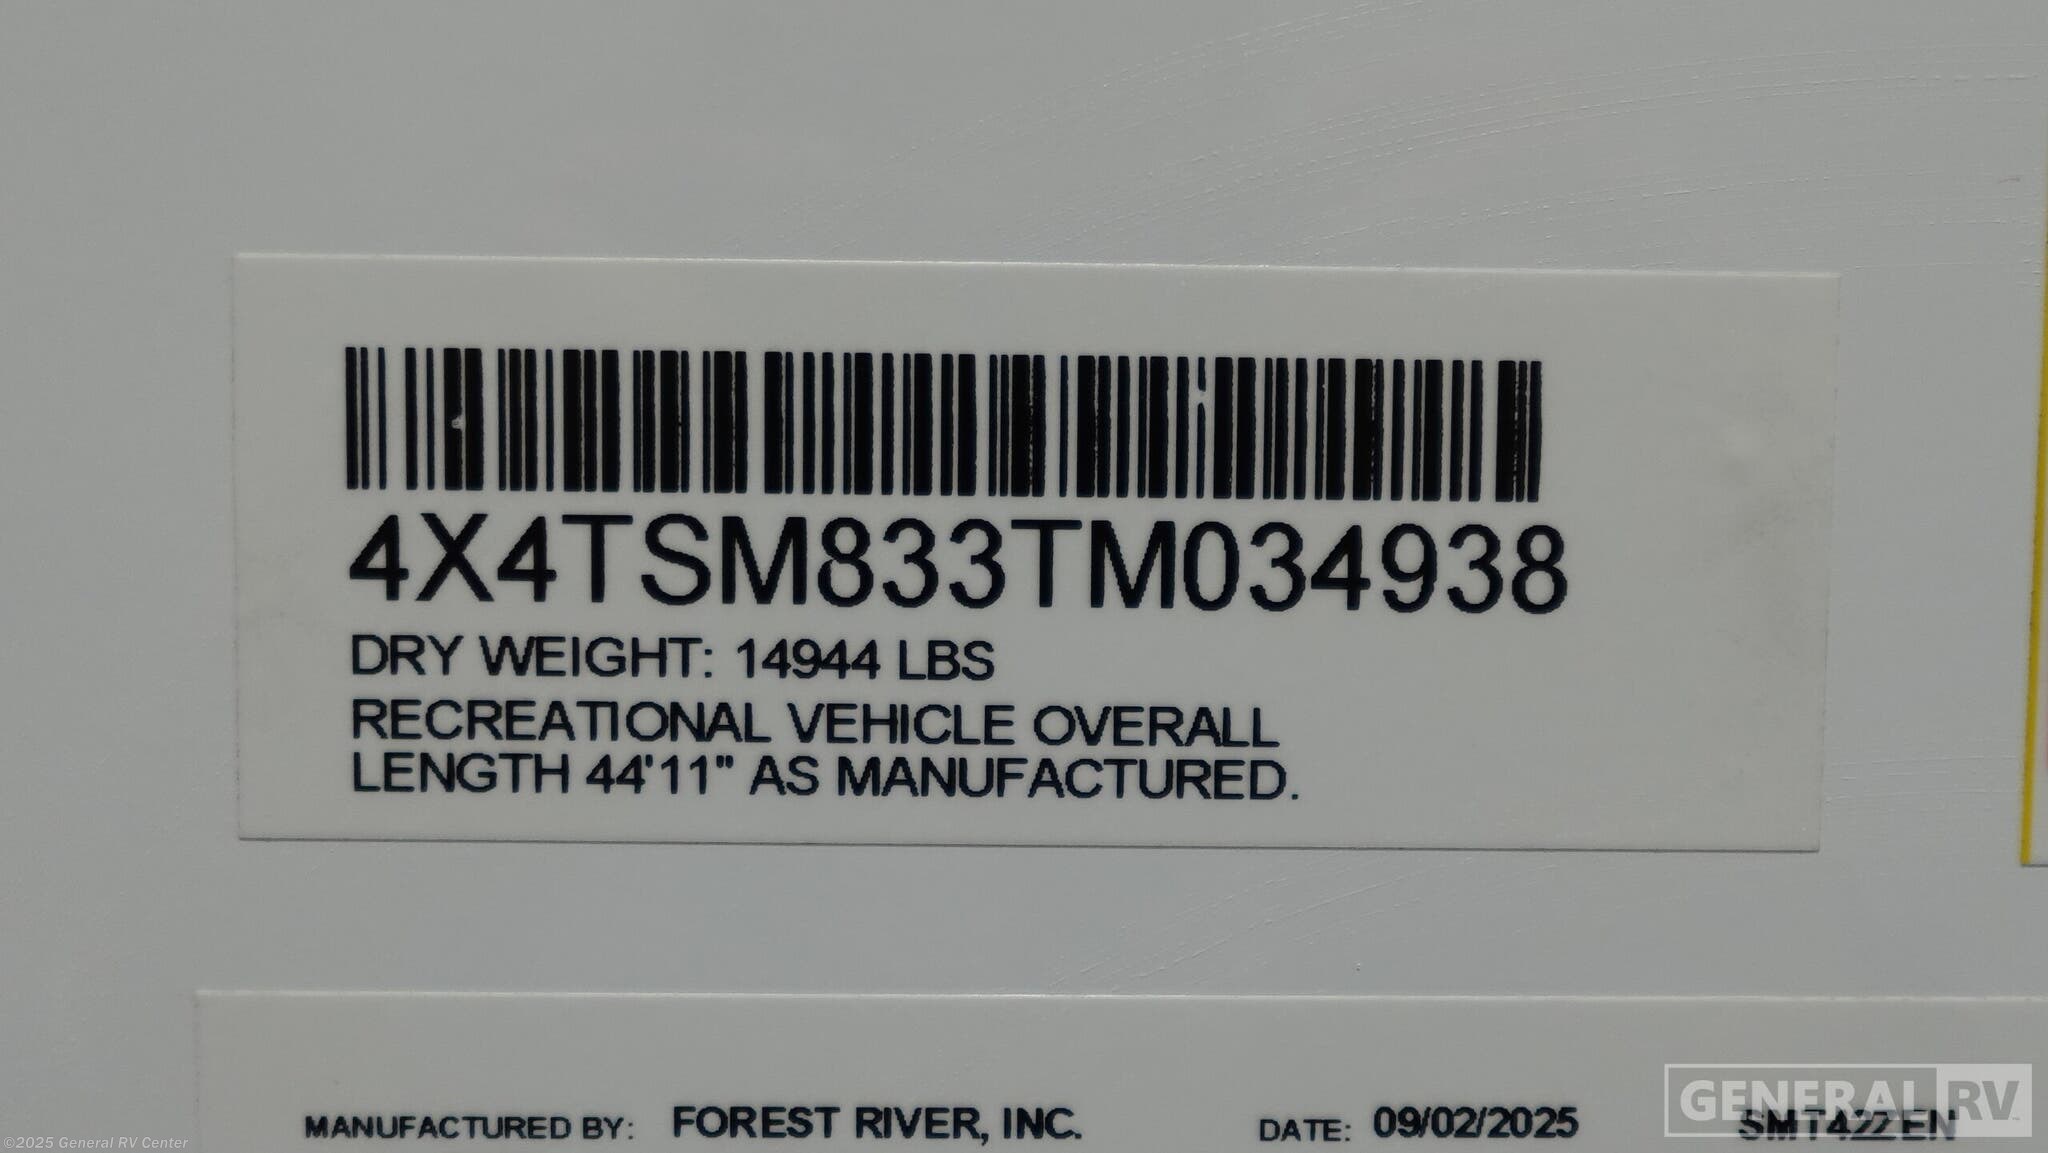 4X4TSM833TM034938
DRY WEIGHT: 14944 LBS
RECREATIONAL VEHICLE OVERALL
LENGTH 44'11" AS MANUFACTURED.
MANUFACTURED BY: FOREST RIVER, INC. DATE: 09/02/2025
GENERAL RV
©2025 General RV Center